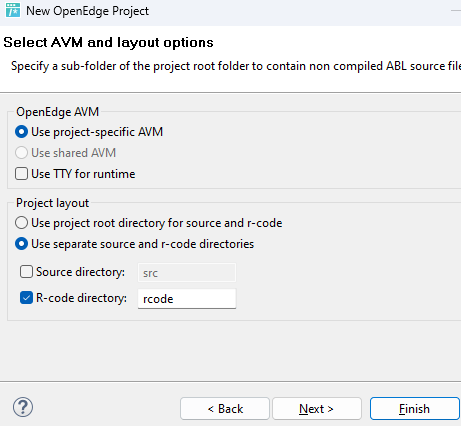 New OpenEdge Project
Select AVM and layout options
Specify a sub-folder of the project root folder to contain non compiled ABL source file
OpenEdge AVM
Use project-specific AVM
Use shared AVM
Use TTY for runtime
Project layout
Use project root directory for source and r-code
Use separate source and r-code directories
Source directory: src
R-code directory: rcode
< Back Next > Finish